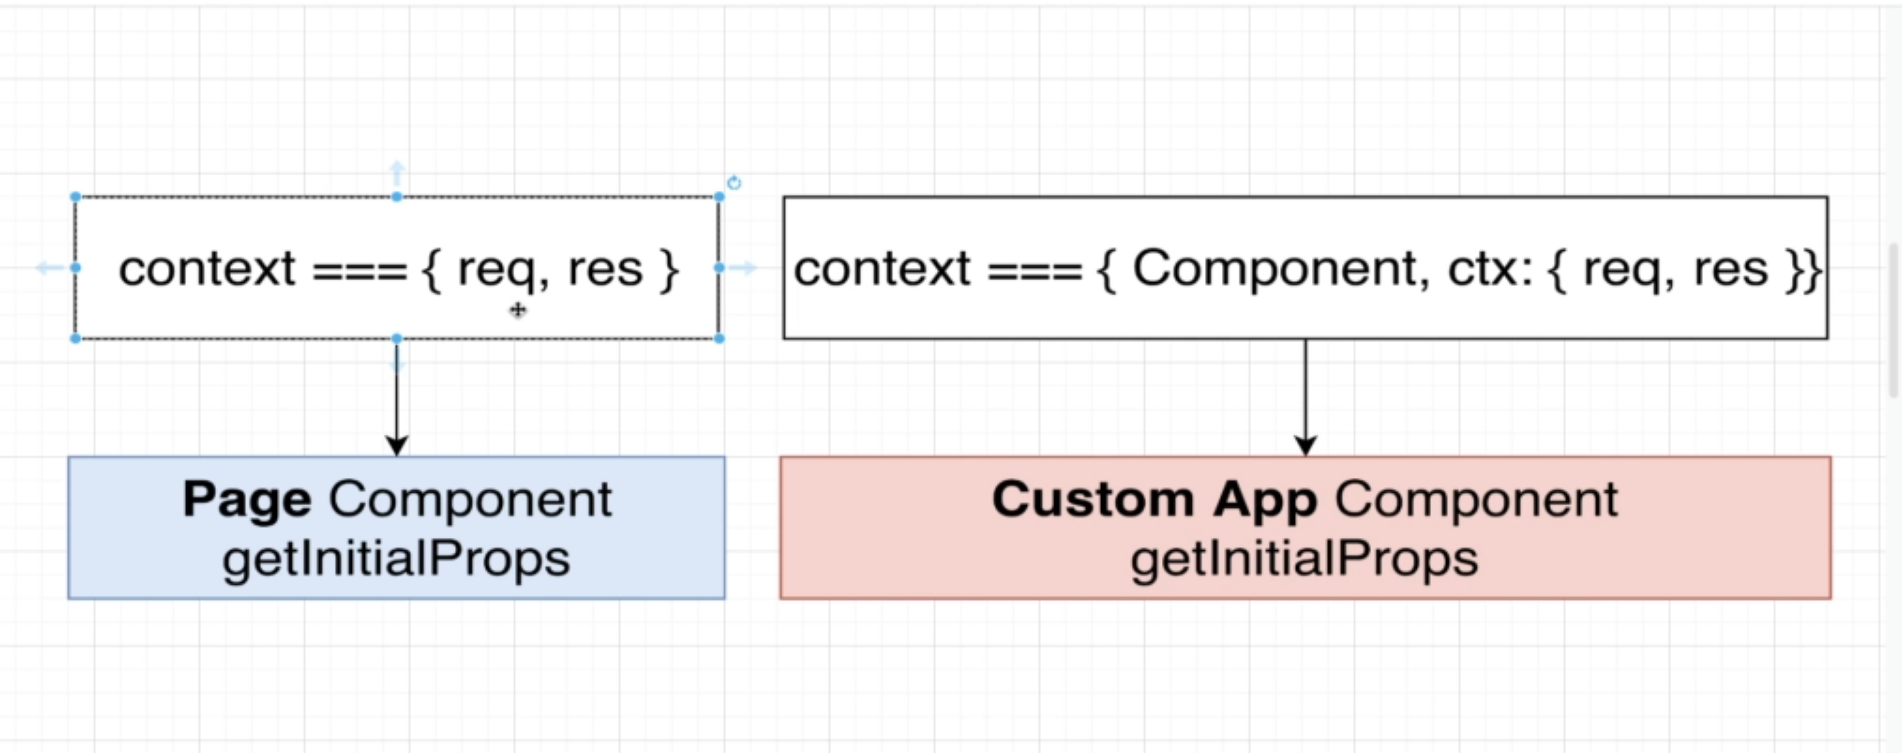 context === { req, res }
context === { Component, ctx: { req, res }}
Page Component
getInitialProps
Custom App Component
getInitialProps